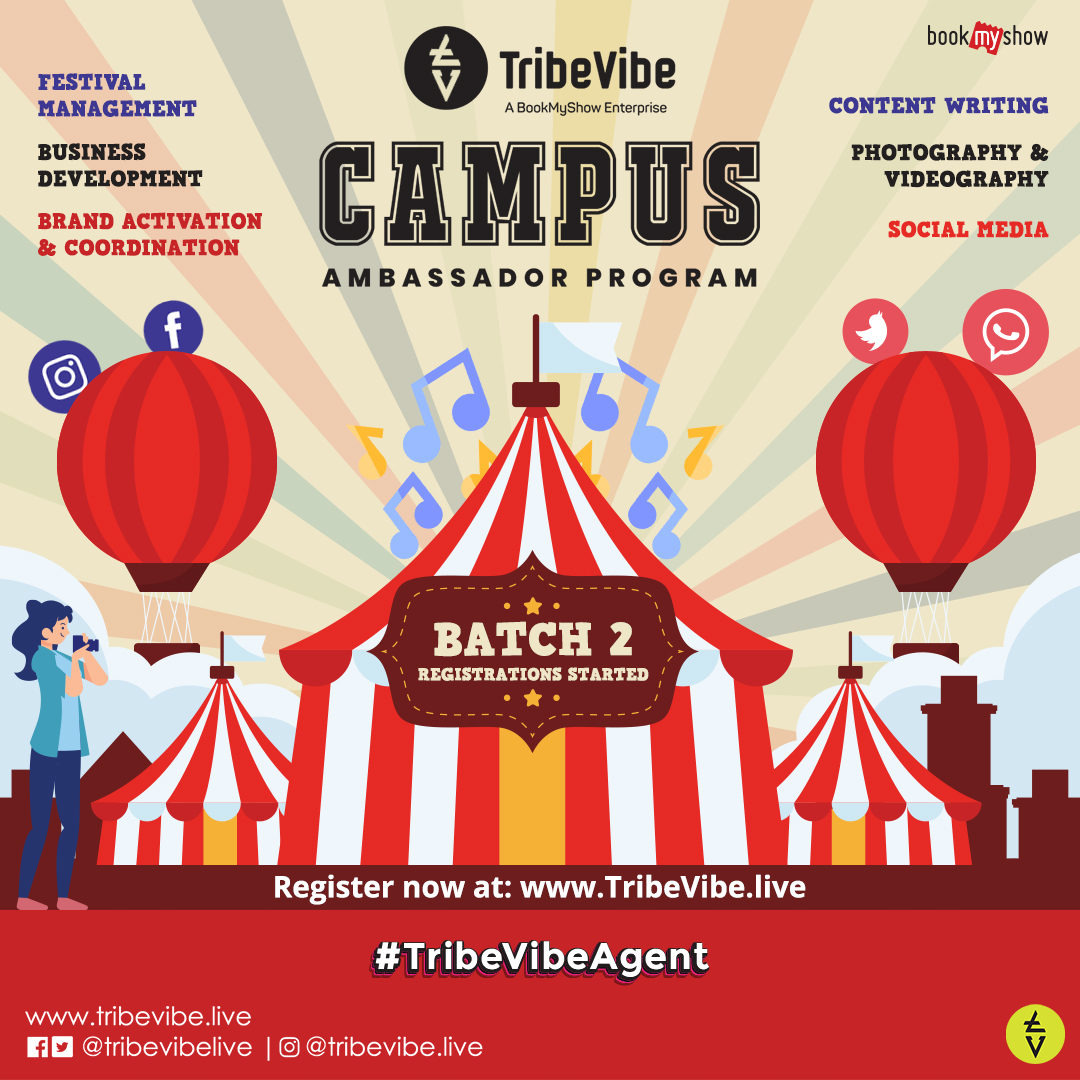 bookmyshow
TribeVibe
A BookMyShow Enterprise
FESTIVAL
MANAGEMENT
BUSINESS
DEVELOPMENT
BRAND ACTIVATION
& COORDINATION
CONTENT WRITING
PHOTOGRAPHY &
VIDEOGRAPHY
SOCIAL MEDIA
CAMPUS
AMBASSADOR PROGRAM
BATCH 2
REGISTRATIONS STARTED
Register now at: www.TribeVibe.live
#TribeVibeAgent
www.tribevibe.live
@tribevibelive | @tribevibe.live